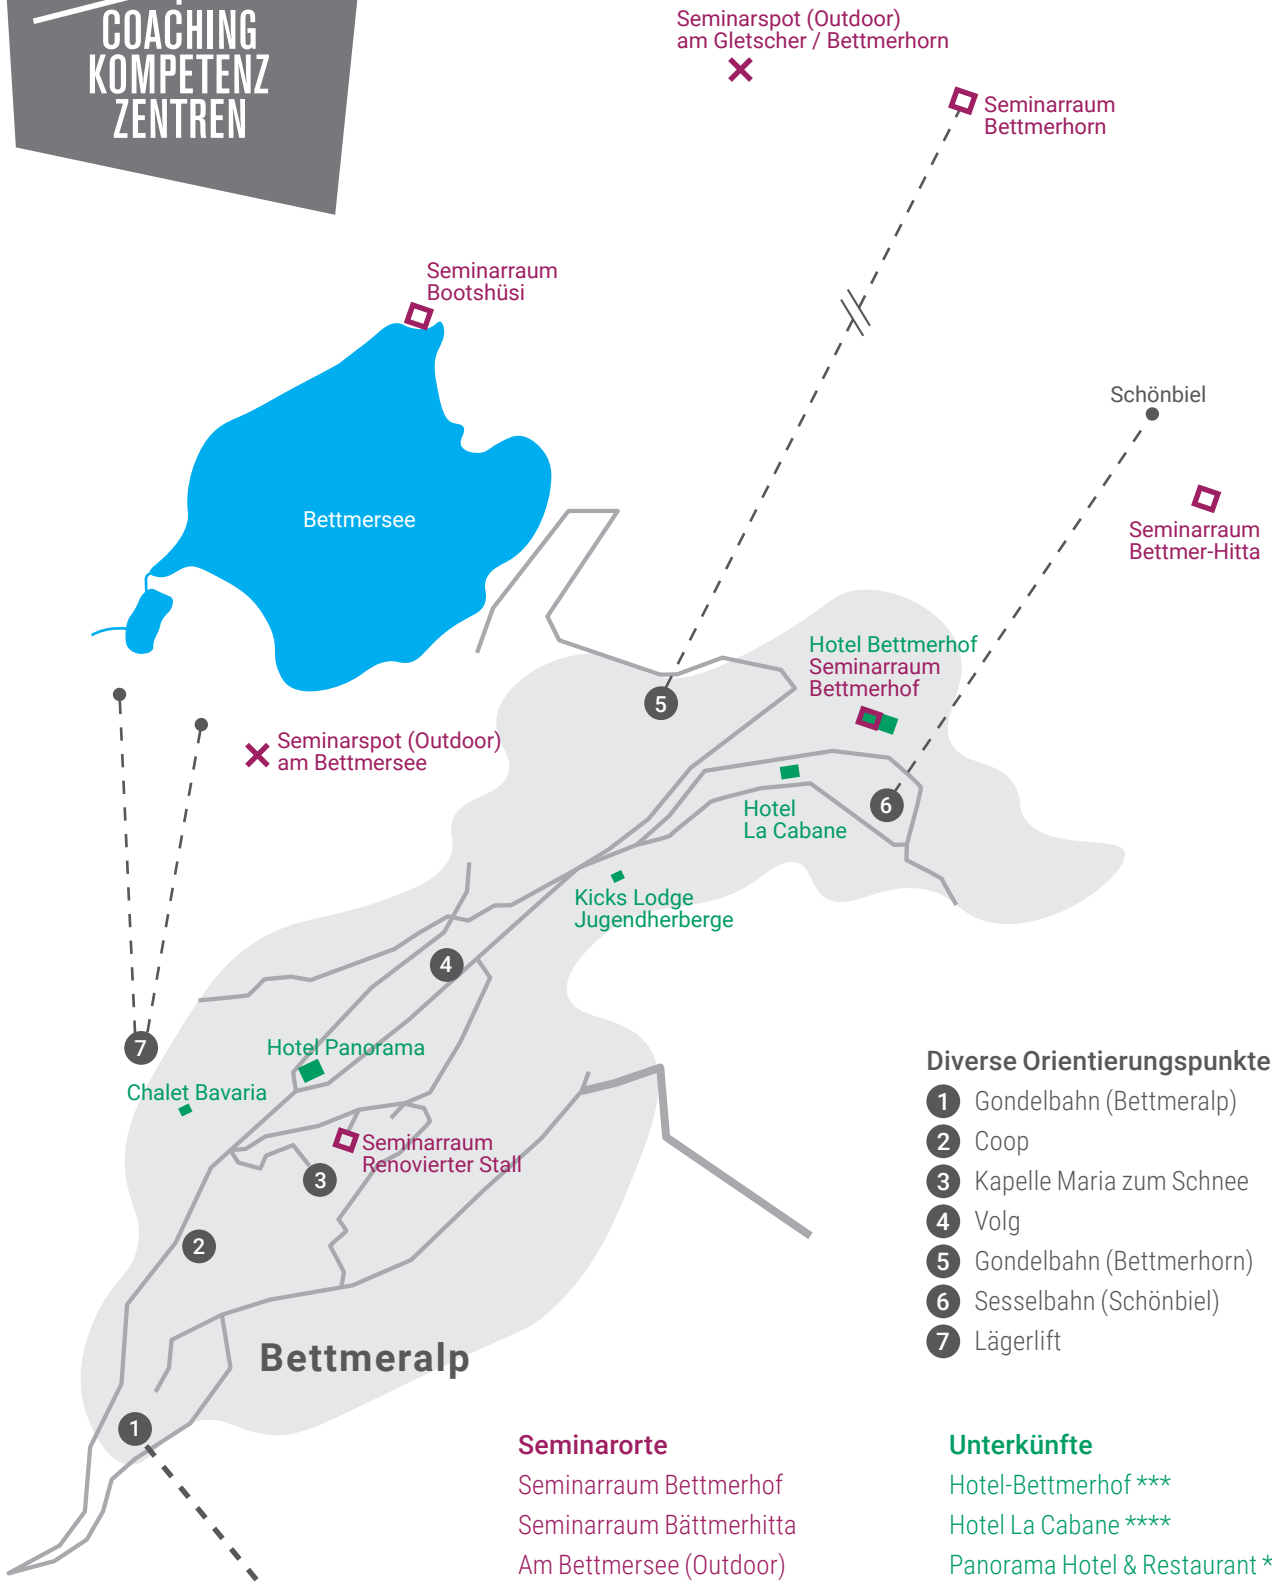 COACHING
KOMPETENZ
ZENTREN
Seminarspot (Outdoor)
am Gletscher / Bettmerhorn
Seminarraum
Bettmerhorn
Seminarraum
Bootshüsi
Schönbiel
Bettmersee
Seminarraum
Bettmer-Hitta
Hotel Bettmerhof
Seminarraum
Bettmerhof
5
Seminarspot (Outdoor)
am Bettmersee
6
Hotel
La Cabane
Kicks Lodge
Jugendherberge
4
7
Hotel Panorama
Chalet Bavaria
Seminarraum
Renovierter Stall
3
2
Bettmeralp
1
Diverse Orientierungspunkte
1 Gondelbahn (Bettmeralp)
2 Coop
3 Kapelle Maria zum Schnee
4 Volg
5 Gondelbahn (Bettmerhorn)
6 Sesselbahn (Schönbiel)
7 Lägerlift
Seminarorte
Seminarraum Bettmerhof
Seminarraum Bättmerhitta
Am Bettmersee (Outdoor)
Unterkünfte
Hotel-Bettmerhof ***
Hotel La Cabane ****
Panorama Hotel & Restaurant *